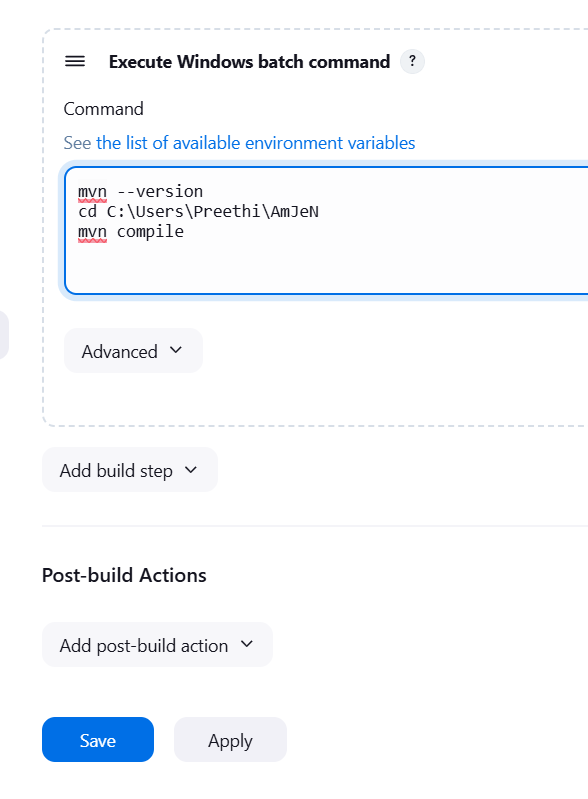 Execute Windows batch command ?
Command
See the list of available environment variables
mvn --version
cd C:\Users\Preethi\AmJeN
mvn compile
Advanced
Add build step
Post-build Actions
Add post-build action
Save Apply